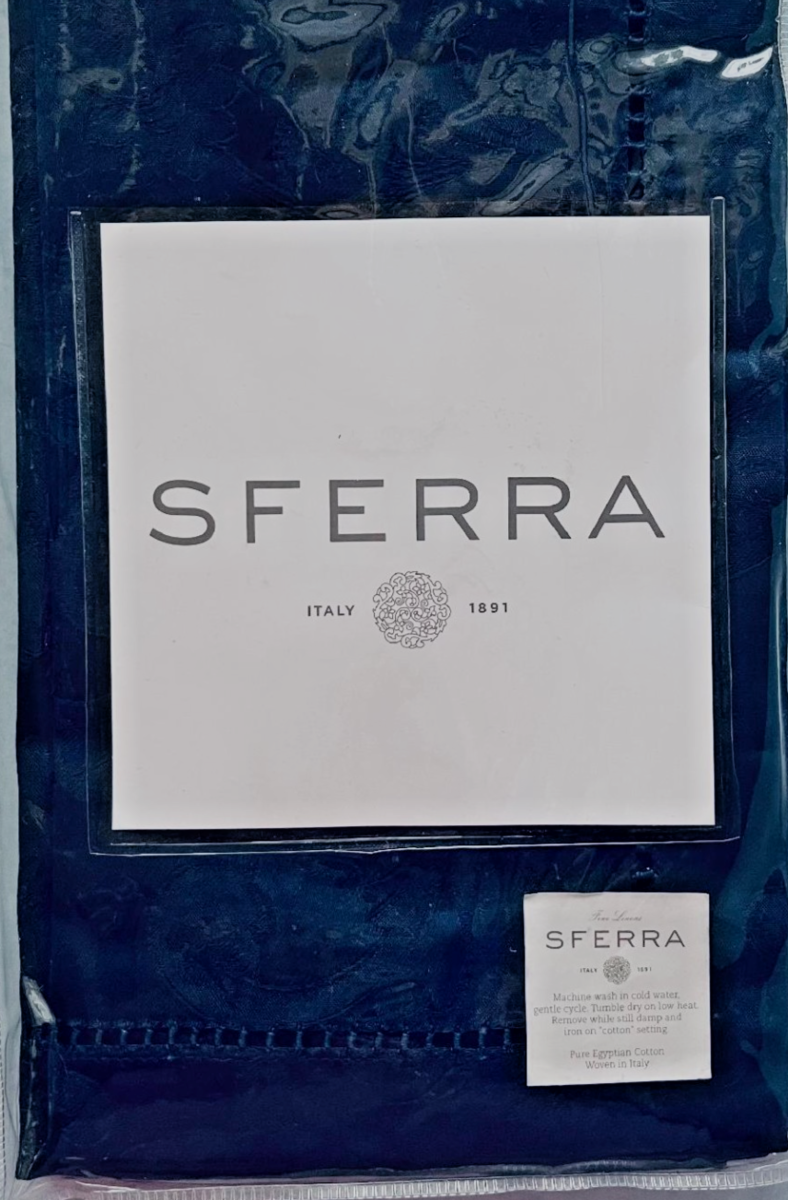 SFERRA
ITALY 1891
Fine Linens
SFERRA
ITALY 1891
Machine wash in cold water,
gentle cycle. Tumble dry on low heat.
Remove while still damp and
iron on "cotton" setting.
Pure Egyptian Cotton
Woven in Italy